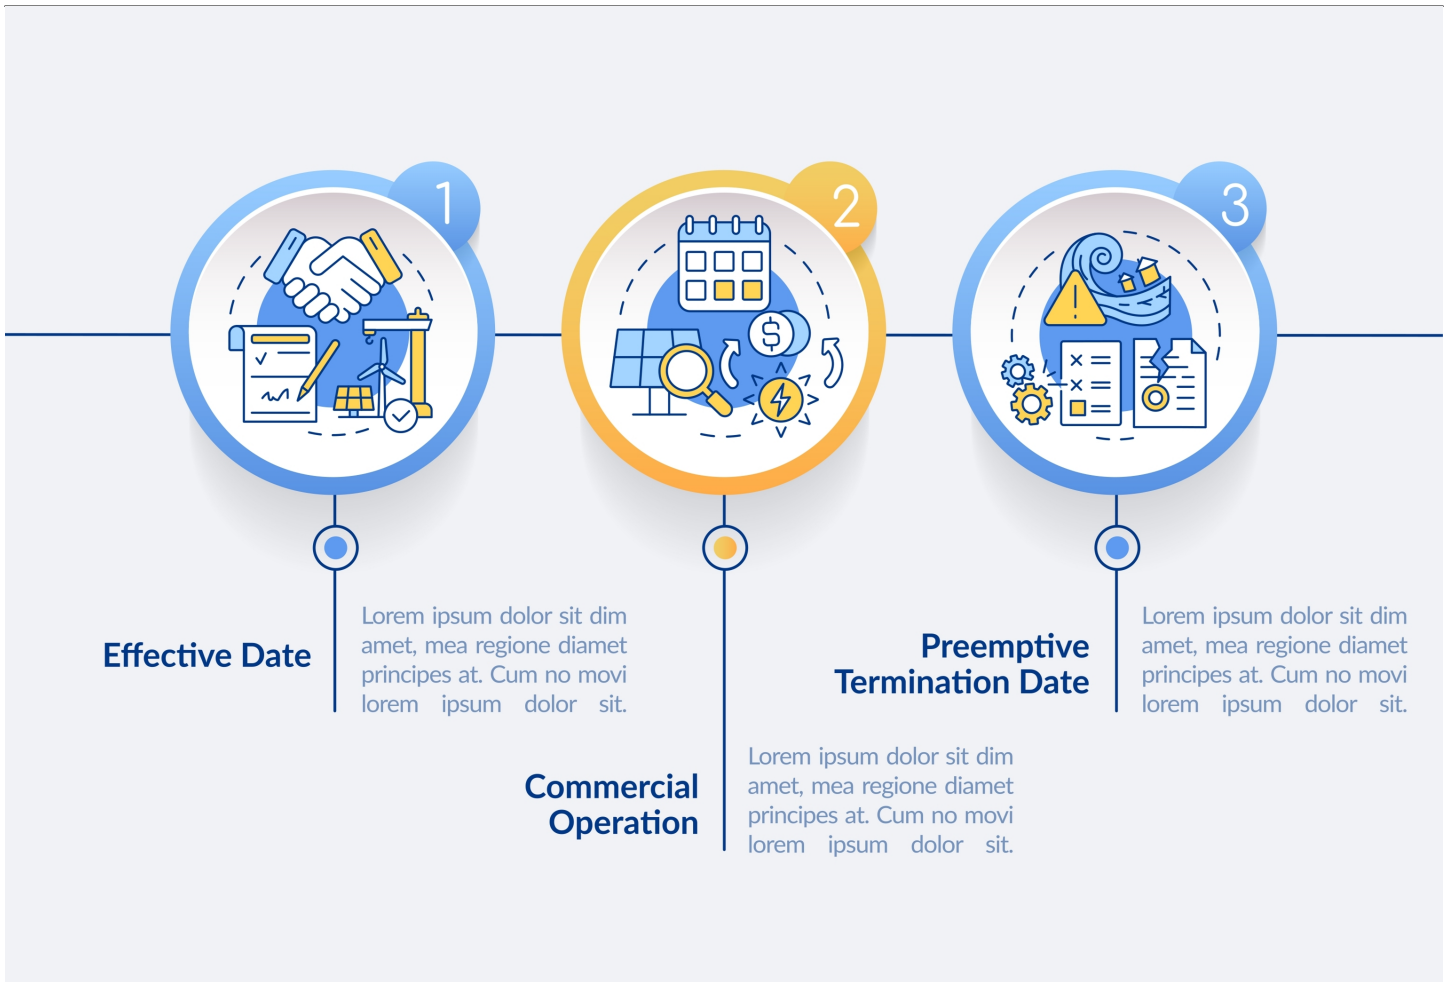 1
2
3
$
Effective Date
Lorem ipsum dolor sit dim
amet, mea regione diamet
principes at. Cum no movi
lorem ipsum dolor sit.
Commercial
Operation
Lorem ipsum dolor sit dim
amet, mea regione diamet
principes at. Cum no movi
lorem ipsum dolor sit.
Preemptive
Termination Date
Lorem ipsum dolor sit dim
amet, mea regione diamet
principes at. Cum no movi
lorem ipsum dolor sit.